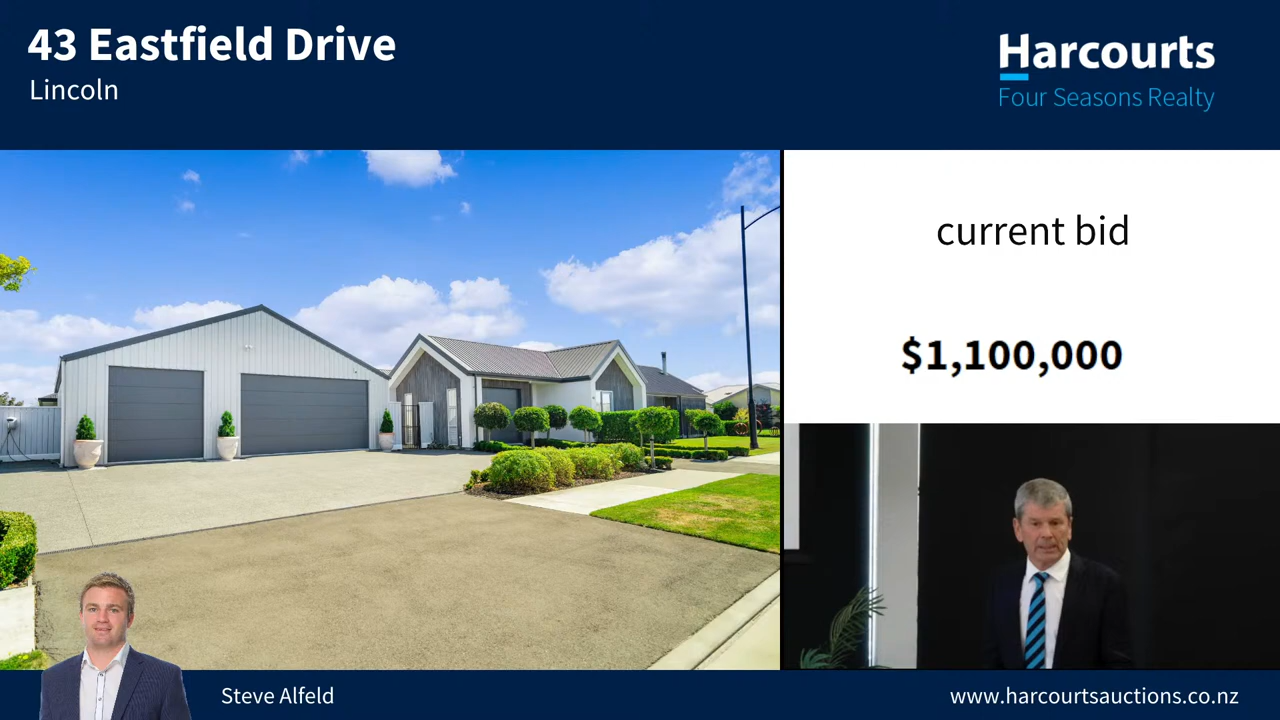 43 Eastfield Drive
Lincoln
Harcourts
Four Seasons Realty
current bid
$1,100,000
Steve Alfeld
www.harcourtsauctions.co.nz